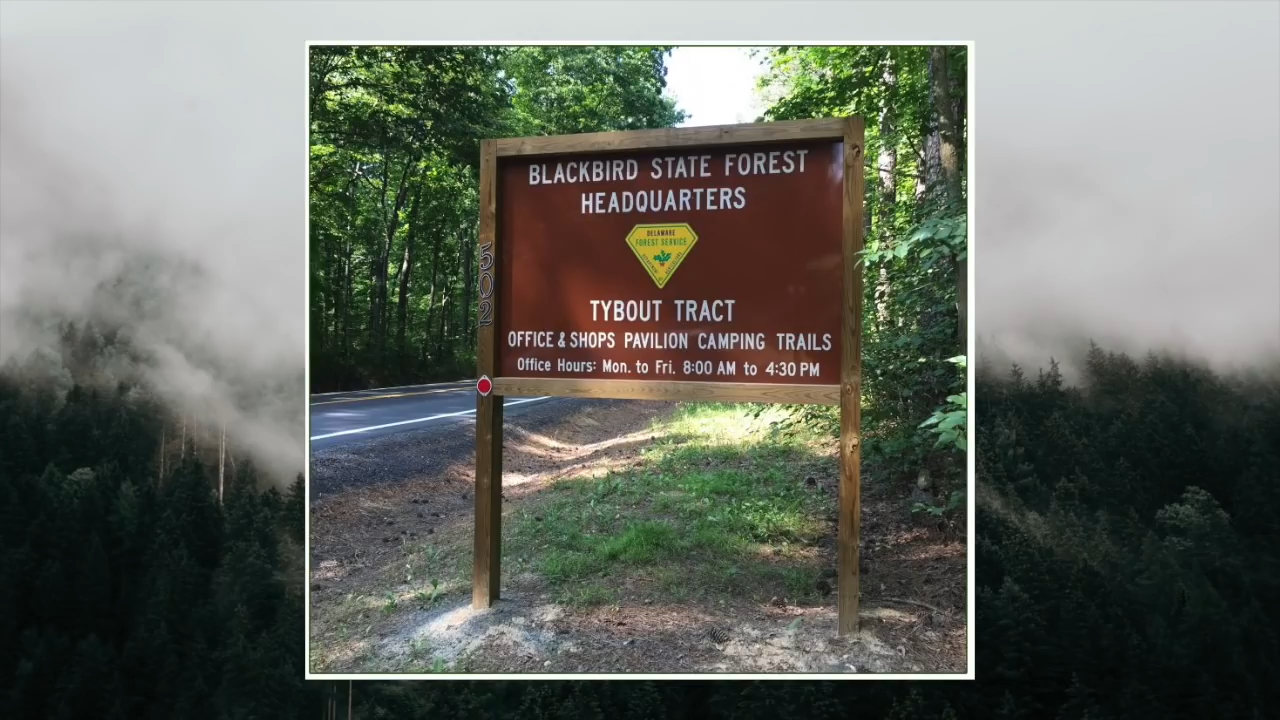 BLACKBIRD STATE FOREST
HEADQUARTERS
DELAWARE
FOREST SERVICE
502
TYBOUT TRACT
OFFICE & SHOPS PAVILION CAMPING TRAILS
Office Hours: Mon. to Fri. 8:00 AM to 4:30 PM